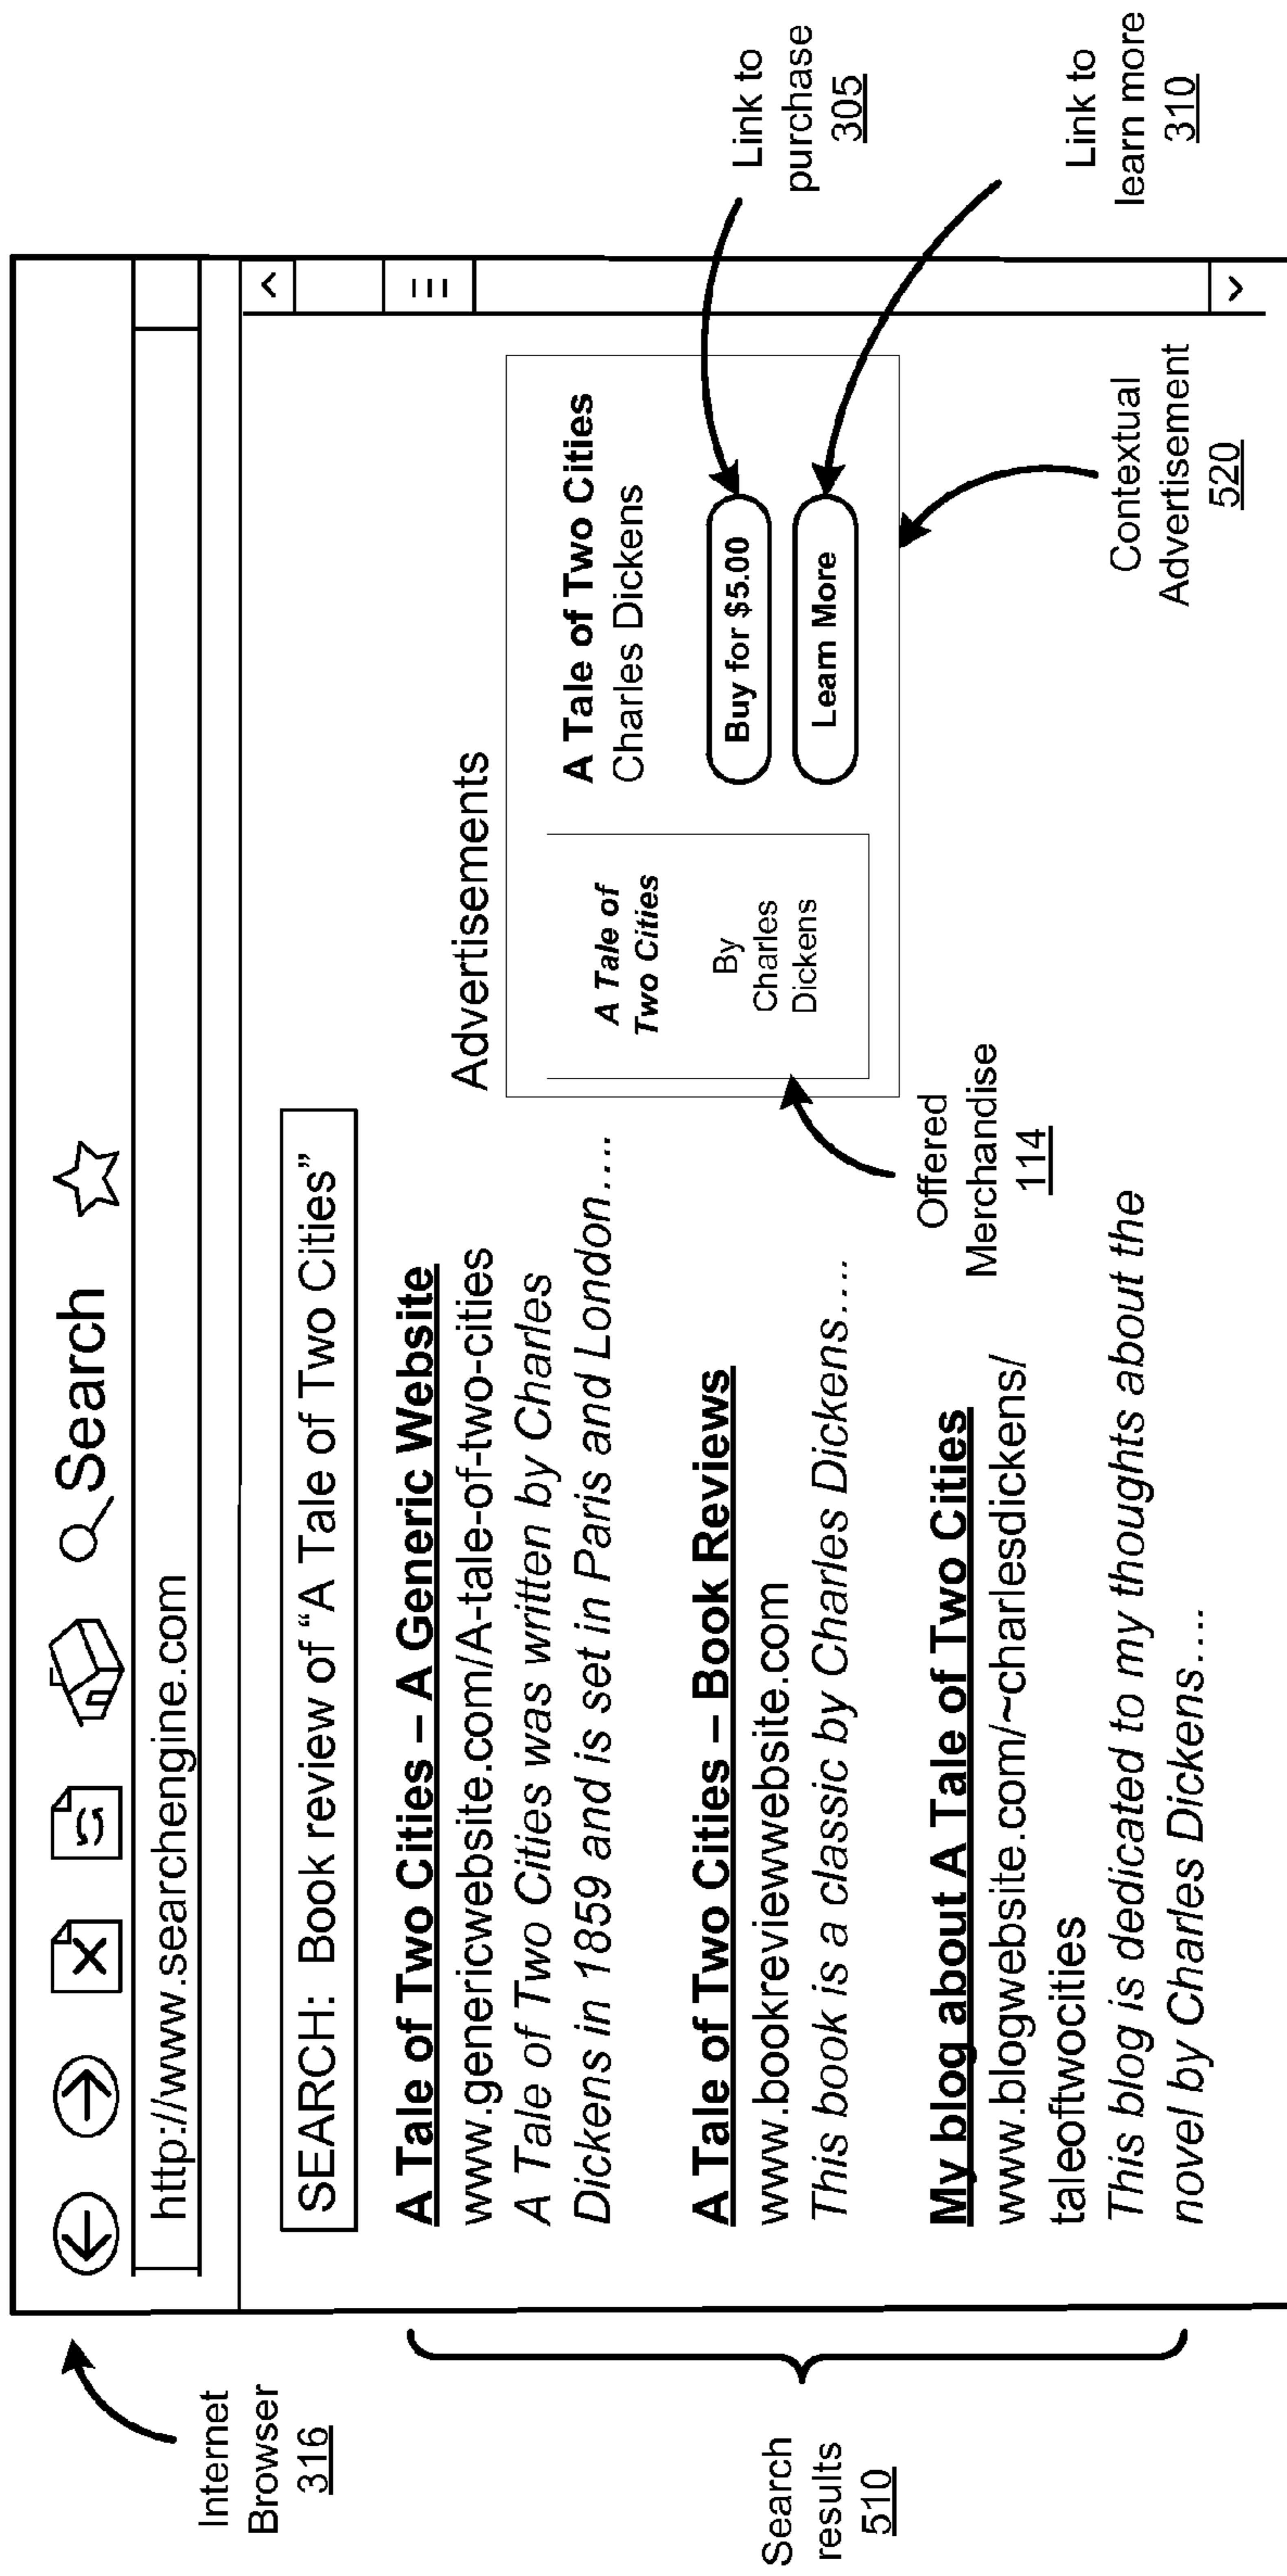 Internet
Browser
316
Search
http://www.searchengine.com
SEARCH: Book review of “A Tale of Two Cities”
Search
results
510
A Tale of Two Cities – A Generic Website
www.genericwebsite.com/A-tale-of-two-cities
A Tale of Two Cities was written by Charles
Dickens in 1859 and is set in Paris and London….
A Tale of Two Cities – Book Reviews
www.bookreviewwebsite.com
This book is a classic by Charles Dickens….
My blog about A Tale of Two Cities
www.blogwebsite.com/~charlesdickens/
taleoftwocities
This blog is dedicated to my thoughts about the
novel by Charles Dickens….
Advertisements
A Tale of
Two Cities
By
Charles
Dickens
A Tale of Two Cities
Charles Dickens
Buy for $5.00
Learn More
Offered
Merchandise
114
Contextual
Advertisement
520
Link to
purchase
305
Link to
learn more
310